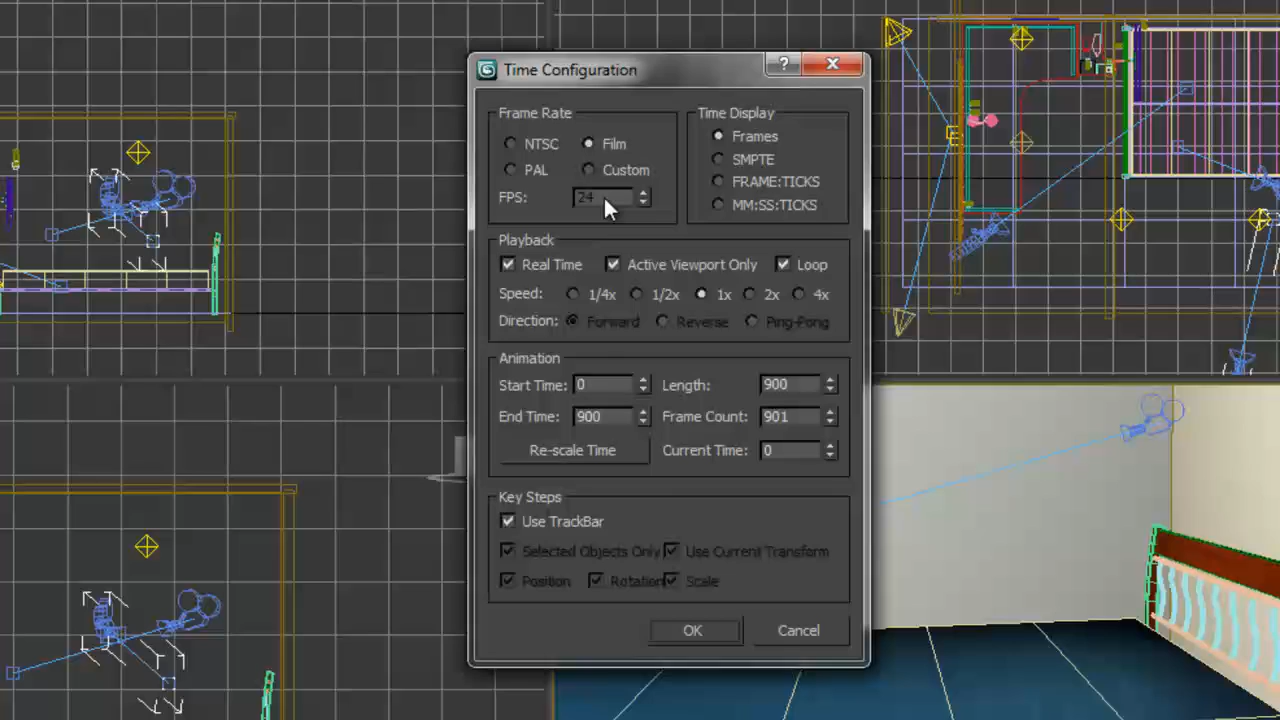 Time Configuration
?
Frame Rate
NTSC
Film
PAL
Custom
FPS:
24
Time Display
Frames
SMPTE
FRAME:TICKS
MM:SS:TICKS
Playback
Real Time
Active Viewport Only
Loop
Speed:
1/4x
1/2x
1x
2x
4x
Direction:
Forward
Reverse
Ping-Pong
Animation
Start Time:
0
Length:
900
End Time:
900
Frame Count:
901
Re-scale Time
Current Time:
0
Key Steps
Use TrackBar
Selected Objects Only
Use Current Transform
Position
Rotation
Scale
OK
Cancel